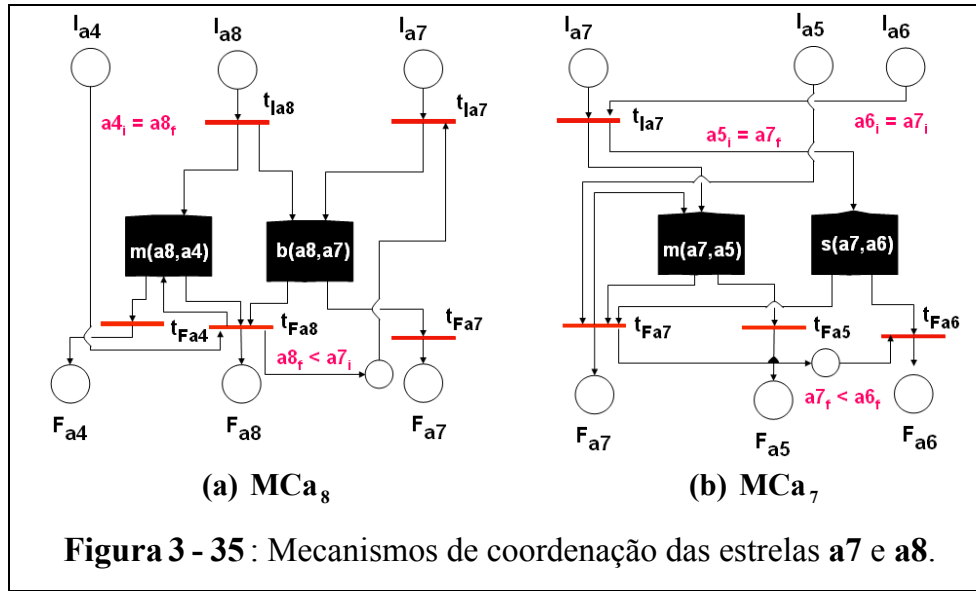 Ia4
Ia8
Ia7
tIa8
tIa7
a4i = a8f
m(a8,a4)
b(a8,a7)
tFa4
tFa8
tFa7
a8f < a7i
Fa4
Fa8
Fa7
(a) MCa8
Ia7
Ia5
Ia6
tIa7
a5i = a7f
a6i = a7i
m(a7,a5)
s(a7,a6)
tFa7
tFa5
tFa6
a7f < a6f
Fa7
Fa5
Fa6
(b) MCa7
Figura 3 - 35 : Mecanismos de coordenação das estrelas a7 e a8.